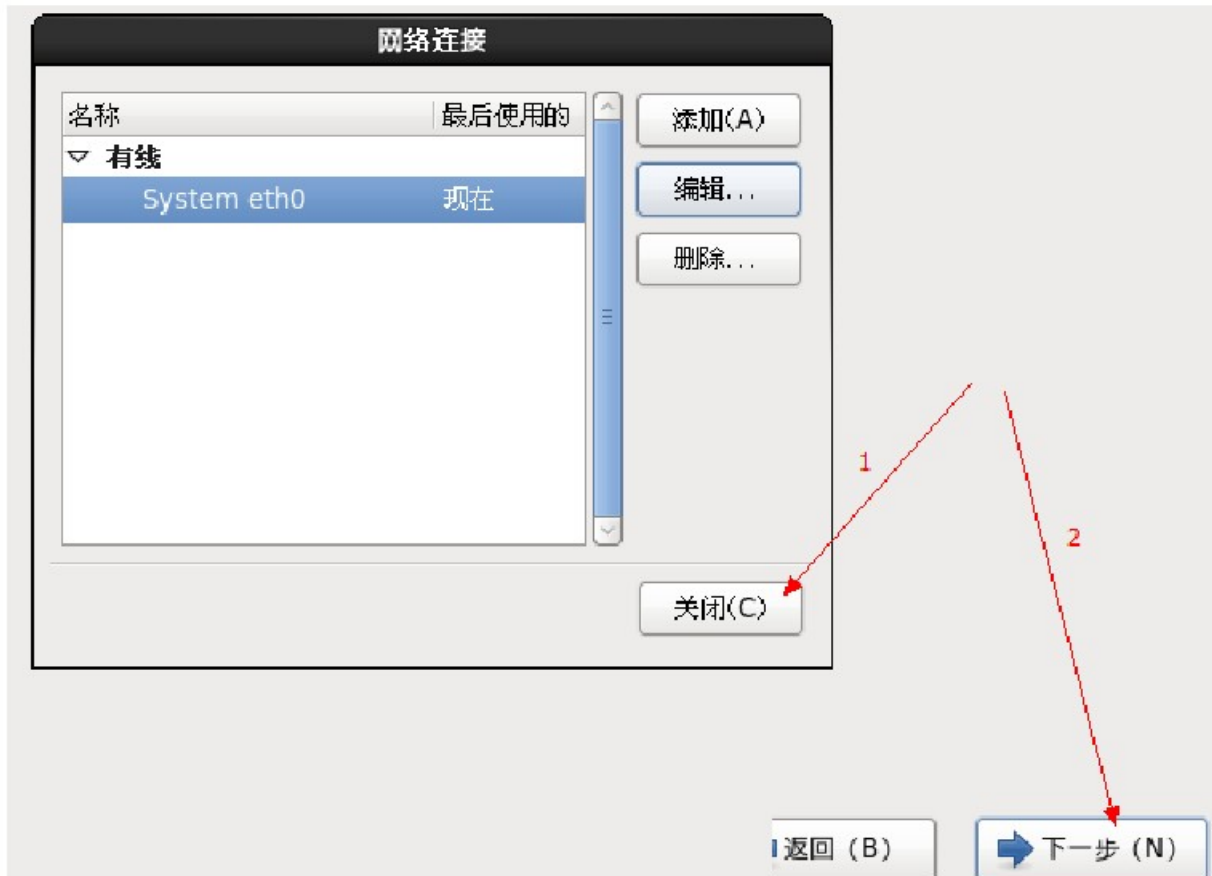 网络连接
名称 最后使用的
有线
System eth0 现在
添加(A)
编辑...
删除...
1
2
关闭(C)
返回 (B)
下一步 (N)